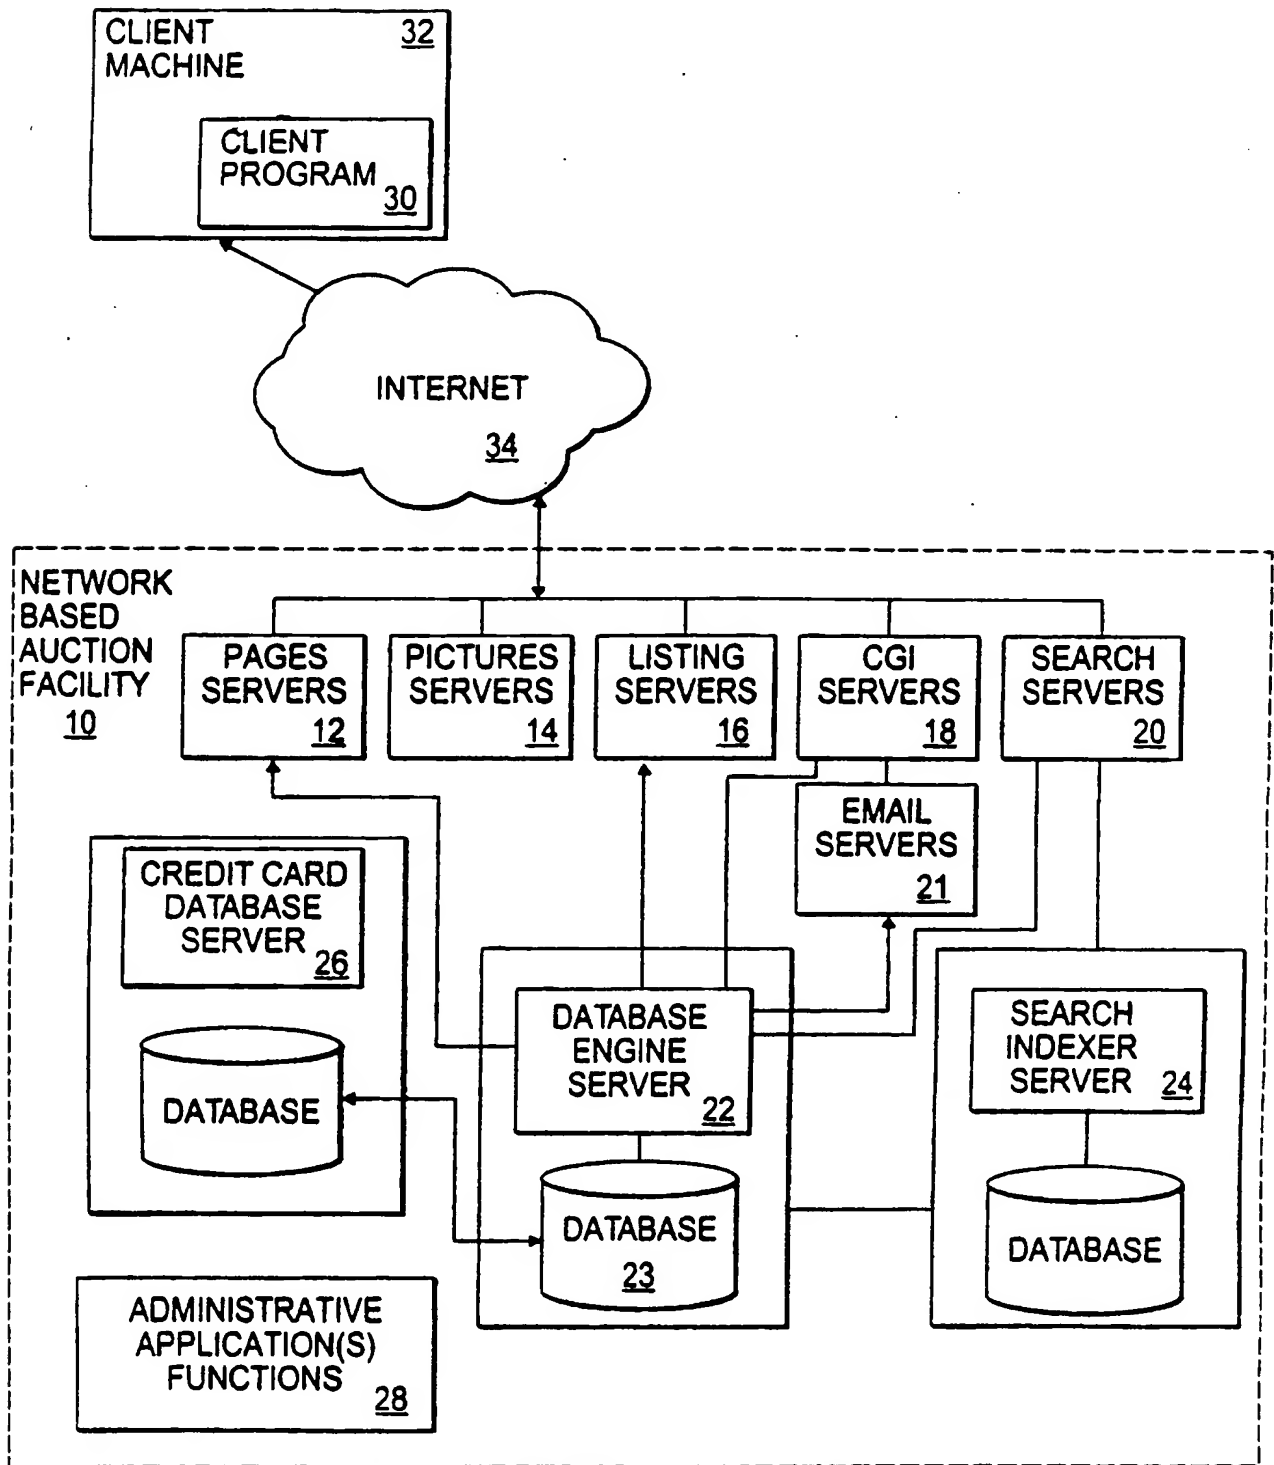 CLIENT
MACHINE
32
CLIENT
PROGRAM
30
INTERNET
34
NETWORK
BASED
AUCTION
FACILITY
10
PAGES
SERVERS
12
PICTURES
SERVERS
14
LISTING
SERVERS
16
CGI
SERVERS
18
SEARCH
SERVERS
20
EMAIL
SERVERS
21
CREDIT CARD
DATABASE
SERVER
26
DATABASE
DATABASE
ENGINE
SERVER
22
DATABASE
23
SEARCH
INDEXER
SERVER
24
DATABASE
ADMINISTRATIVE
APPLICATION(S)
FUNCTIONS
28